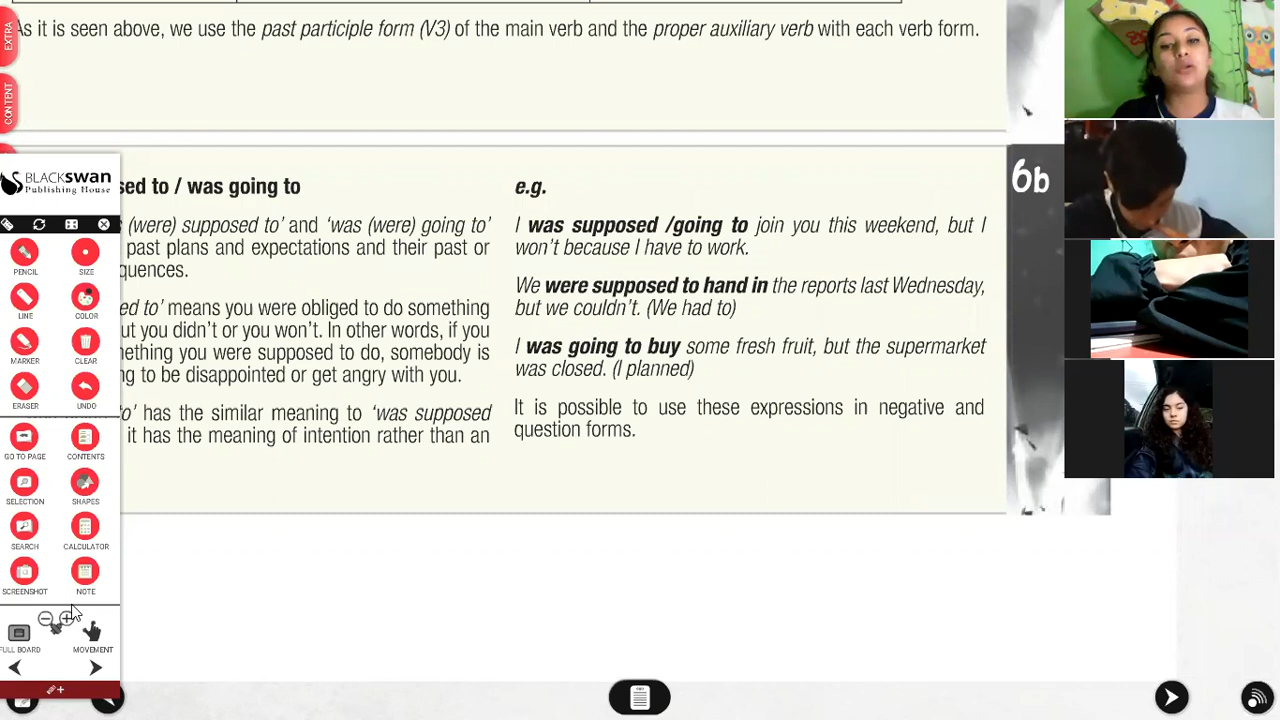 As it is seen above, we use the past participle form (V3) of the main verb and the proper auxiliary verb with each verb form.
EXTRA
CONTENT
BLACKSWAN
Publishing House
PENCIL
SIZE
LINE
COLOR
MARKER
CLEAR
ERASER
UNDO
GO TO PAGE
CONTENTS
SELECTION
SHAPES
SEARCH
CALCULATOR
SCREENSHOT
NOTE
FULL BOARD
MOVEMENT
sed to / was going to
(were) supposed to' and 'was (were) going to'
past plans and expectations and their past or
quences.
ed to' means you were obliged to do something
ut you didn't or you won't. In other words, if you
mething you were supposed to do, somebody is
ng to be disappointed or get angry with you.
to' has the similar meaning to 'was supposed
it has the meaning of intention rather than an
e.g.
I was supposed /going to join you this weekend, but I
won't because I have to work.
We were supposed to hand in the reports last Wednesday,
but we couldn't. (We had to)
I was going to buy some fresh fruit, but the supermarket
was closed. (I planned)
It is possible to use these expressions in negative and
question forms.
6b